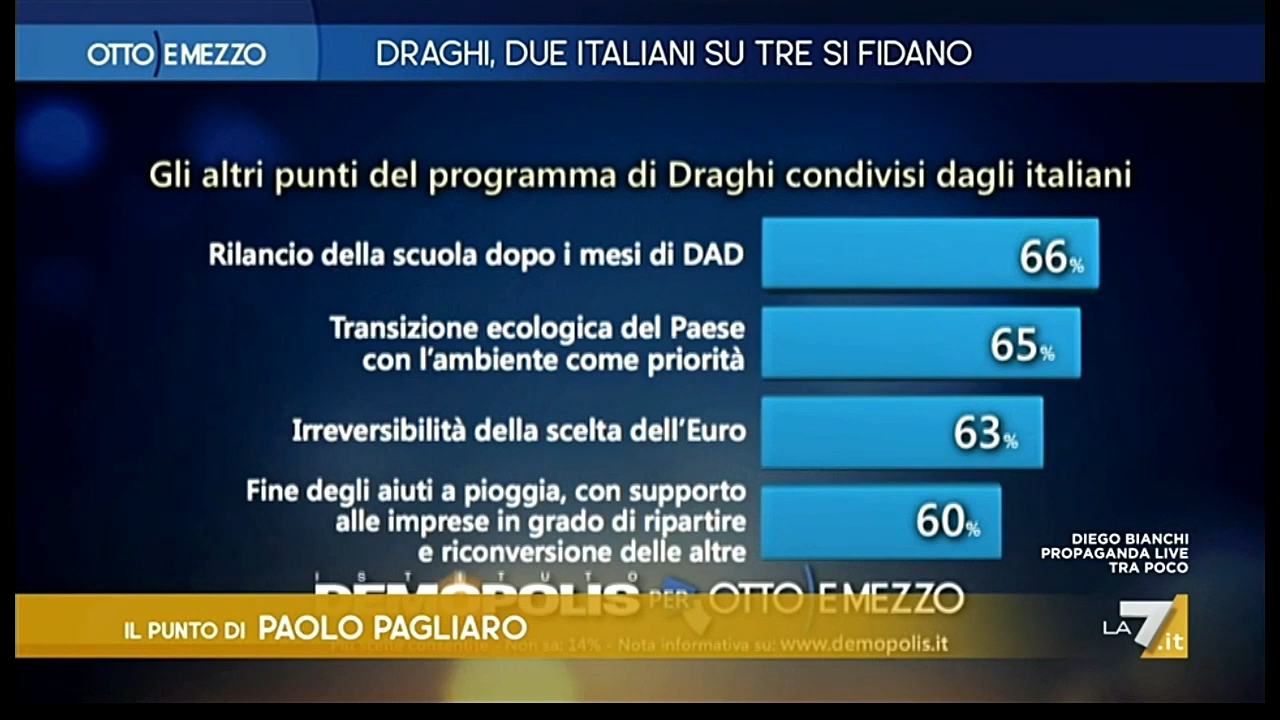 OTTO E MEZZO
DRAGHI, DUE ITALIANI SU TRE SI FIDANO
Gli altri punti del programma di Draghi condivisi dagli italiani
Rilancio della scuola dopo i mesi di DAD
66%
Transizione ecologica del Paese
con l'ambiente come priorità
65%
Irreversibilità della scelta dell'Euro
63%
Fine degli aiuti a pioggia, con supporto
alle imprese in grado di ripartire
e riconversione delle altre
60%
DIEGO BIANCHI
PROPAGANDA LIVE
TRA POCO
ISTITUTO
DEMOPOLIS PER OTTO E MEZZO
IL PUNTO DI PAOLO PAGLIARO
Più scelte consentite - Non sa: 14% - Nota informativa su: www.demopolis.it
LA7.it